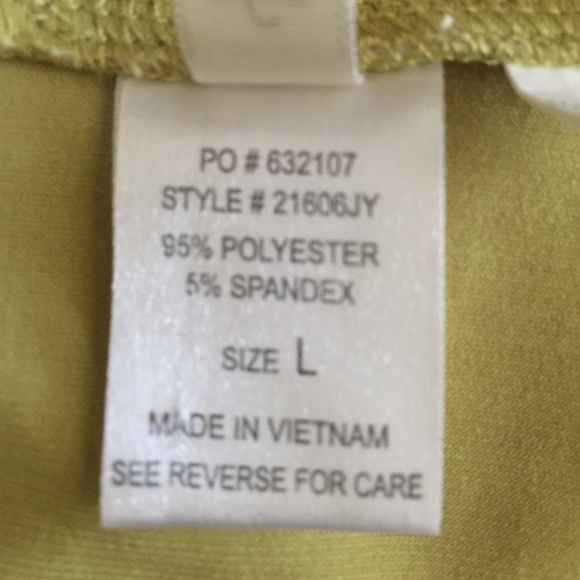 PO # 632107
STYLE # 21606JY
95% POLYESTER
5% SPANDEX
SIZE L
MADE IN VIETNAM
SEE REVERSE FOR CARE